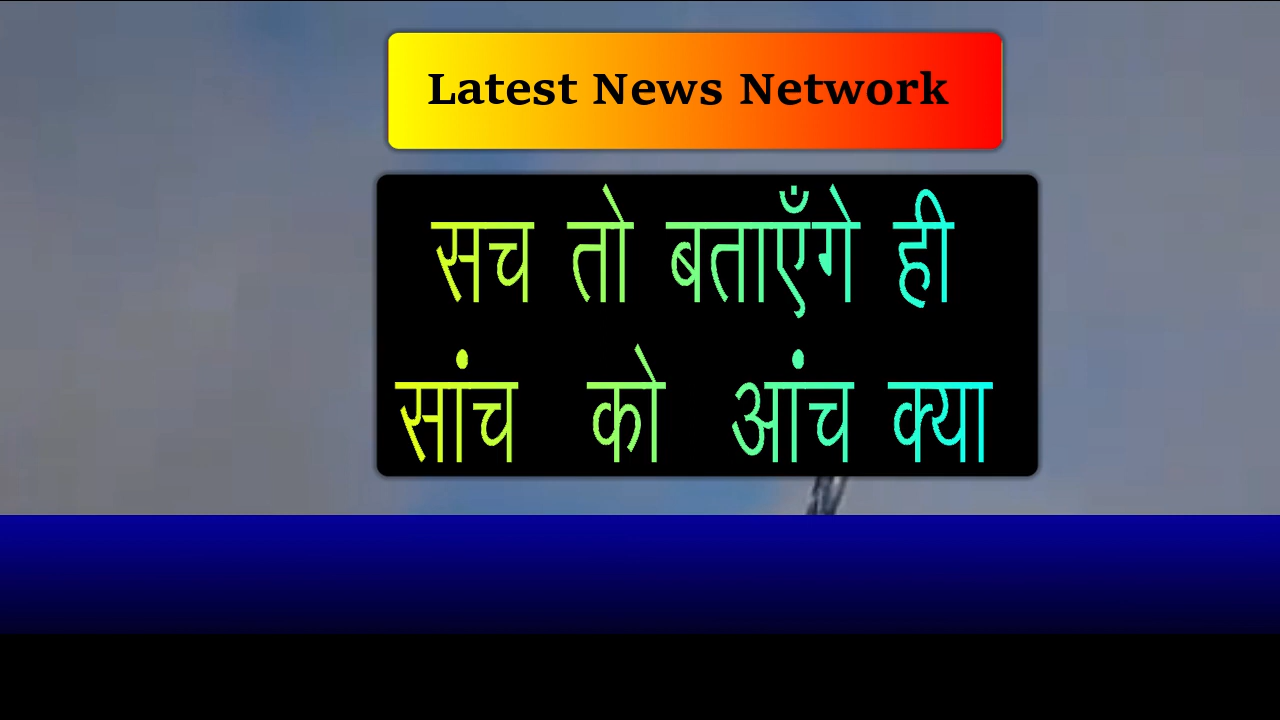 Latest News Network
सच तो बताएँगे ही
सांच को आंच क्या